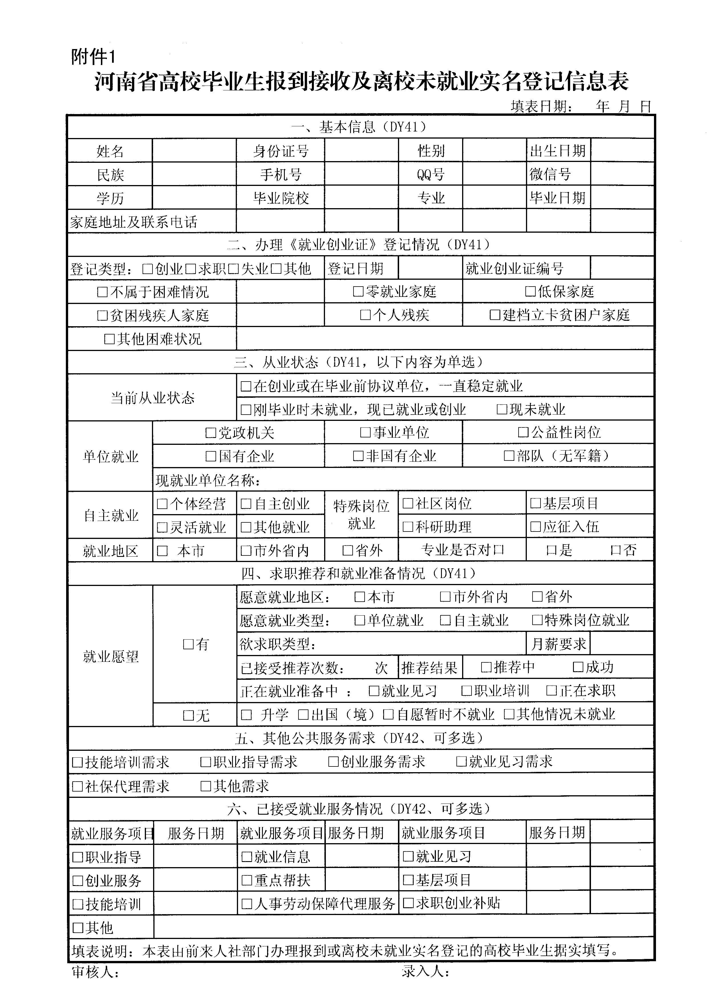 附件1
河南省高校毕业生报到接收及离校未就业实名登记信息表
填表日期： 年 月 日
一、基本信息（DY41）
姓名 身份证号 性别 出生日期
民族 手机号 QQ号 微信号
学历 毕业院校 专业 毕业日期
家庭地址及联系电话
二、办理《就业创业证》登记情况（DY41）
登记类型：□创业□求职□失业□其他 登记日期 就业创业证编号
□不属于困难情况 □零就业家庭 □低保家庭
□贫困残疾人家庭 □个人残疾 □建档立卡贫困户家庭
□其他困难状况
三、从业状态（DY41，以下内容为单选）
当前从业状态
□在创业或在毕业前协议单位，一直稳定就业
□刚毕业时未就业，现已就业或创业 □现未就业
单位就业
□党政机关 □事业单位 □公益性岗位
□国有企业 □非国有企业 □部队（无军籍）
现就业单位名称：
自主就业
□个体经营 □自主创业 特殊岗位就业 □社区岗位 □基层项目
□灵活就业 □其他就业 □科研助理 □应征入伍
就业地区 □ 本市 □市外省内 □省外 专业是否对口 □是 □否
四、求职推荐和就业准备情况（DY41）
就业愿望
□有
愿意就业地区： □本市 □市外省内 □省外
愿意就业类型： □单位就业 □自主就业 □特殊岗位就业
欲求职类型： 月薪要求
已接受推荐次数： 次 推荐结果 □推荐中 □成功
正在就业准备中 ： □就业见习 □职业培训 □正在求职
□无 □ 升学 □出国（境）□自愿暂时不就业 □其他情况未就业
五、其他公共服务需求（DY42、可多选）
□技能培训需求 □职业指导需求 □创业服务需求 □就业见习需求
□社保代理需求 □其他需求
六、已接受就业服务情况（DY42、可多选）
就业服务项目 服务日期 就业服务项目 服务日期 就业服务项目 服务日期
□职业指导 □就业信息 □就业见习
□创业服务 □重点帮扶 □基层项目
□技能培训 □人事劳动保障代理服务 □求职创业补贴
□其他
填表说明：本表由前来人社部门办理报到或离校未就业实名登记的高校毕业生据实填写。
审核人： 录入人：